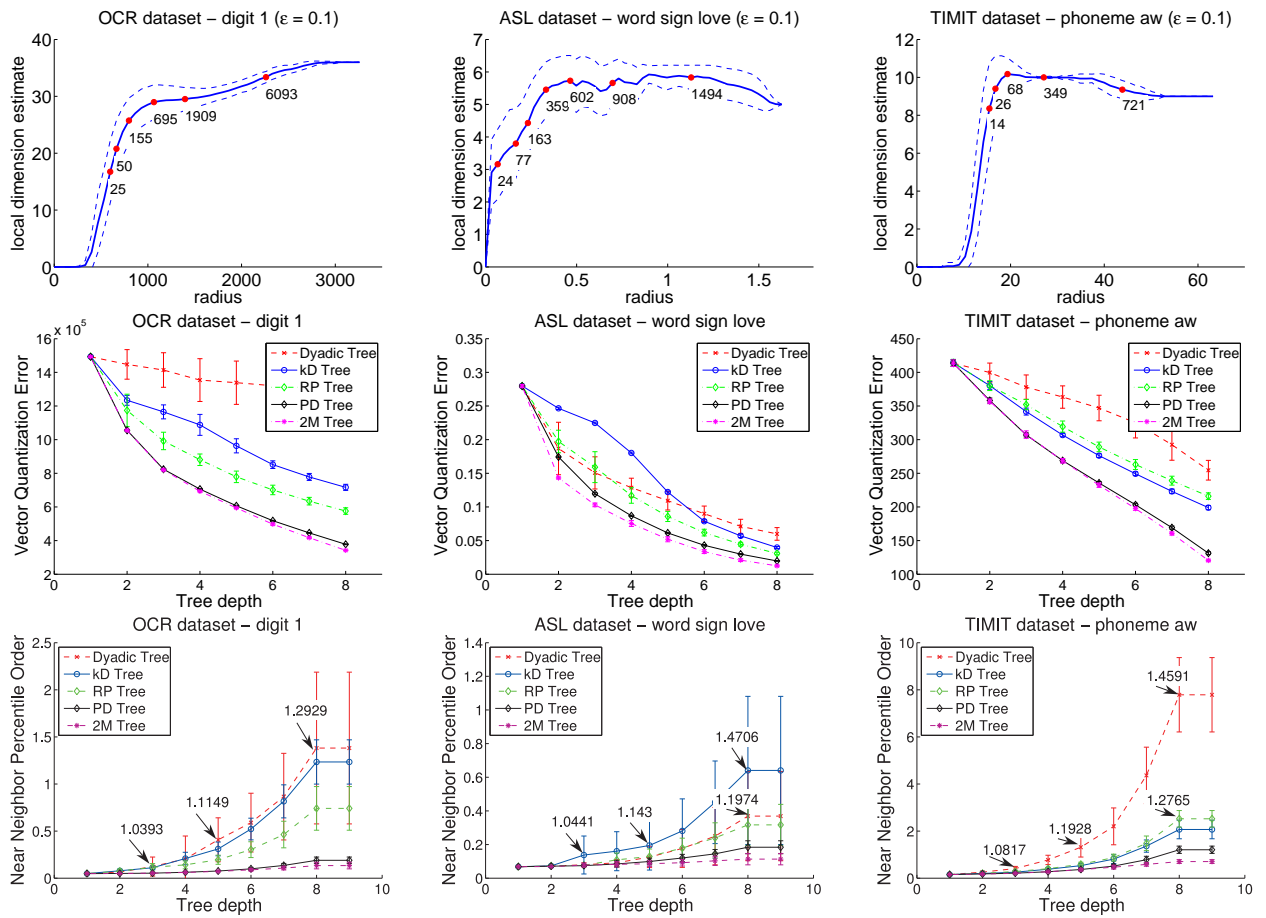 OCR dataset – digit 1 (ε = 0.1)
local dimension estimate
40
30
20
10
0
25
50
155
695
1909
6093
0 1000 2000 3000
radius
ASL dataset – word sign love (ε = 0.1)
local dimension estimate
7
6
5
4
3
2
1
0
24
77
163
359
602
908
1494
0 0.5 1 1.5
radius
TIMIT dataset – phoneme aw (ε = 0.1)
local dimension estimate
12
10
8
6
4
2
0
14
26
68
349
721
0 20 40 60
radius
OCR dataset – digit 1
x 10^5
Vector Quantization Error
16
14
12
10
8
6
4
2
Dyadic Tree
kD Tree
RP Tree
PD Tree
2M Tree
0 2 4 6 8 10
Tree depth
ASL dataset – word sign love
Vector Quantization Error
0.35
0.3
0.25
0.2
0.15
0.1
0.05
0
Dyadic Tree
kD Tree
RP Tree
PD Tree
2M Tree
0 2 4 6 8 10
Tree depth
TIMIT dataset – phoneme aw
Vector Quantization Error
450
400
350
300
250
200
150
100
Dyadic Tree
kD Tree
RP Tree
PD Tree
2M Tree
0 2 4 6 8 10
Tree depth
OCR dataset – digit 1
Near Neighbor Percentile Order
2.5
2
1.5
1
0.5
0
Dyadic Tree
kD Tree
RP Tree
PD Tree
2M Tree
1.2929
1.1149
1.0393
0 2 4 6 8 10
Tree depth
ASL dataset – word sign love
Near Neighbor Percentile Order
1.4
1.2
1
0.8
0.6
0.4
0.2
0
Dyadic Tree
kD Tree
RP Tree
PD Tree
2M Tree
1.4706
1.1974
1.143
1.0441
0 2 4 6 8 10
Tree depth
TIMIT dataset – phoneme aw
Near Neighbor Percentile Order
10
8
6
4
2
0
Dyadic Tree
kD Tree
RP Tree
PD Tree
2M Tree
1.4591
1.2765
1.1928
1.0817
0 2 4 6 8 10
Tree depth